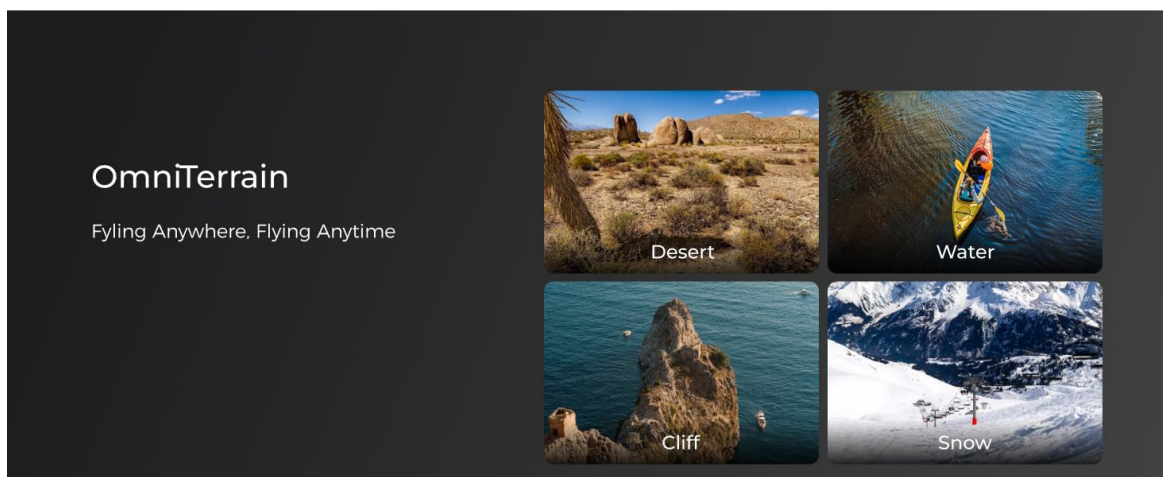 OmniTerrain
Fyling Anywhere, Flying Anytime
Desert
Water
Cliff
Snow